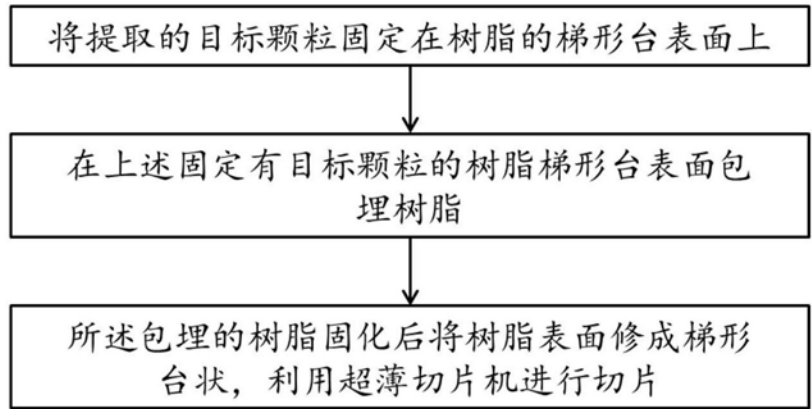 将提取的目标颗粒固定在树脂的梯形台表面上
在上述固定有目标颗粒的树脂梯形台表面包
埋树脂
所述包埋的树脂固化后将树脂表面修成梯形
台状，利用超薄切片机进行切片